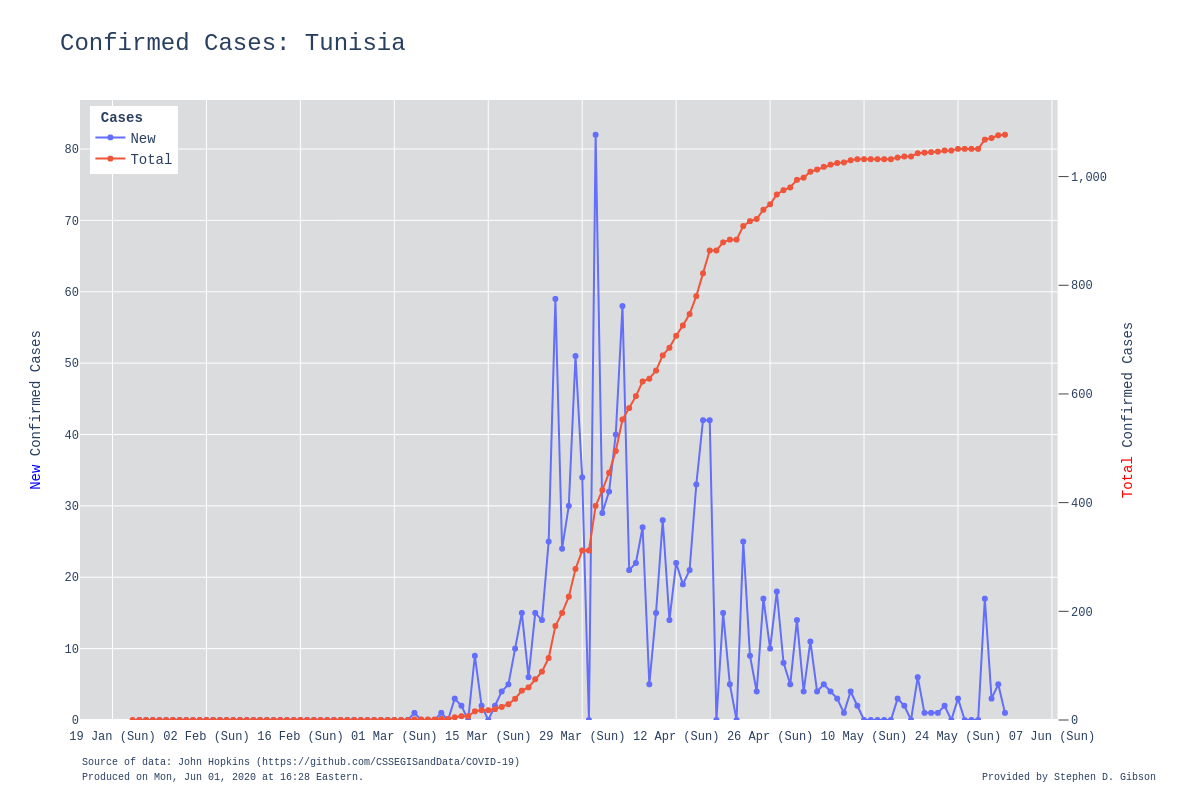 Confirmed Cases: Tunisia
Cases
New
Total
80
70
60
50
40
30
20
10
0
New Confirmed Cases
1,000
800
600
400
200
0
Total Confirmed Cases
19 Jan (Sun) 02 Feb (Sun) 16 Feb (Sun) 01 Mar (Sun) 15 Mar (Sun) 29 Mar (Sun) 12 Apr (Sun) 26 Apr (Sun) 10 May (Sun) 24 May (Sun) 07 Jun (Sun)
Source of data: John Hopkins (https://github.com/CSSEGISandData/COVID-19)
Produced on Mon, Jun 01, 2020 at 16:28 Eastern.
Provided by Stephen D. Gibson